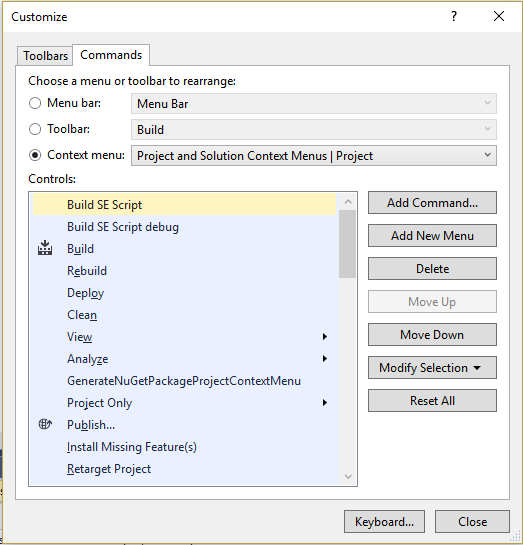 Customize
Toolbars Commands
Choose a menu or toolbar to rearrange:
Menu bar: Menu Bar
Toolbar: Build
Context menu: Project and Solution Context Menus | Project
Controls:
Build SE Script
Build SE Script debug
Build
Rebuild
Deploy
Clean
View
Analyze
GenerateNuGetPackageProjectContextMenu
Project Only
Publish...
Install Missing Feature(s)
Retarget Project
Add Command...
Add New Menu
Delete
Move Up
Move Down
Modify Selection
Reset All
Keyboard... Close